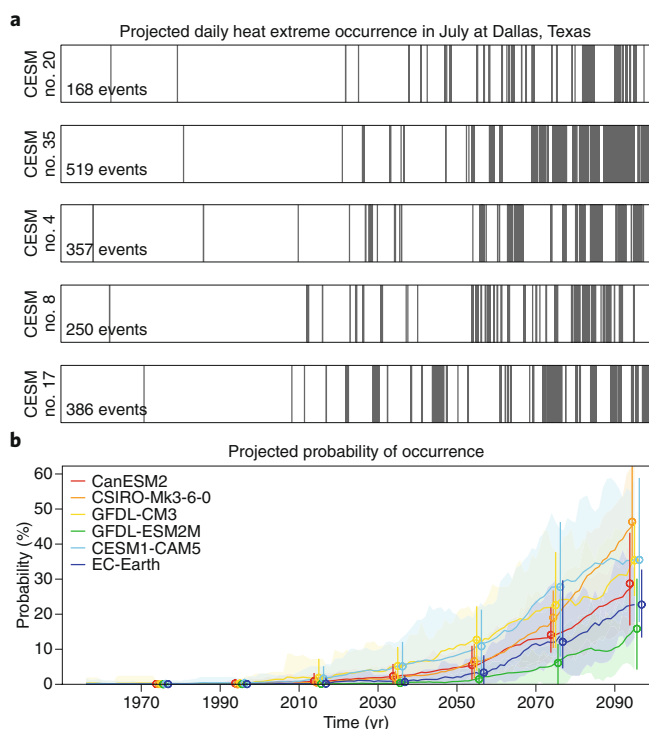 a
Projected daily heat extreme occurrence in July at Dallas, Texas
CESM
no. 20
168 events
CESM
no. 35
519 events
CESM
no. 4
357 events
CESM
no. 8
250 events
CESM
no. 17
386 events
b
Projected probability of occurrence
60
50
40
30
20
10
0
Probability (%)
CanESM2
CSIRO-Mk3-6-0
GFDL-CM3
GFDL-ESM2M
CESM1-CAM5
EC-Earth
1970 1990 2010 2030 2050 2070 2090
Time (yr)